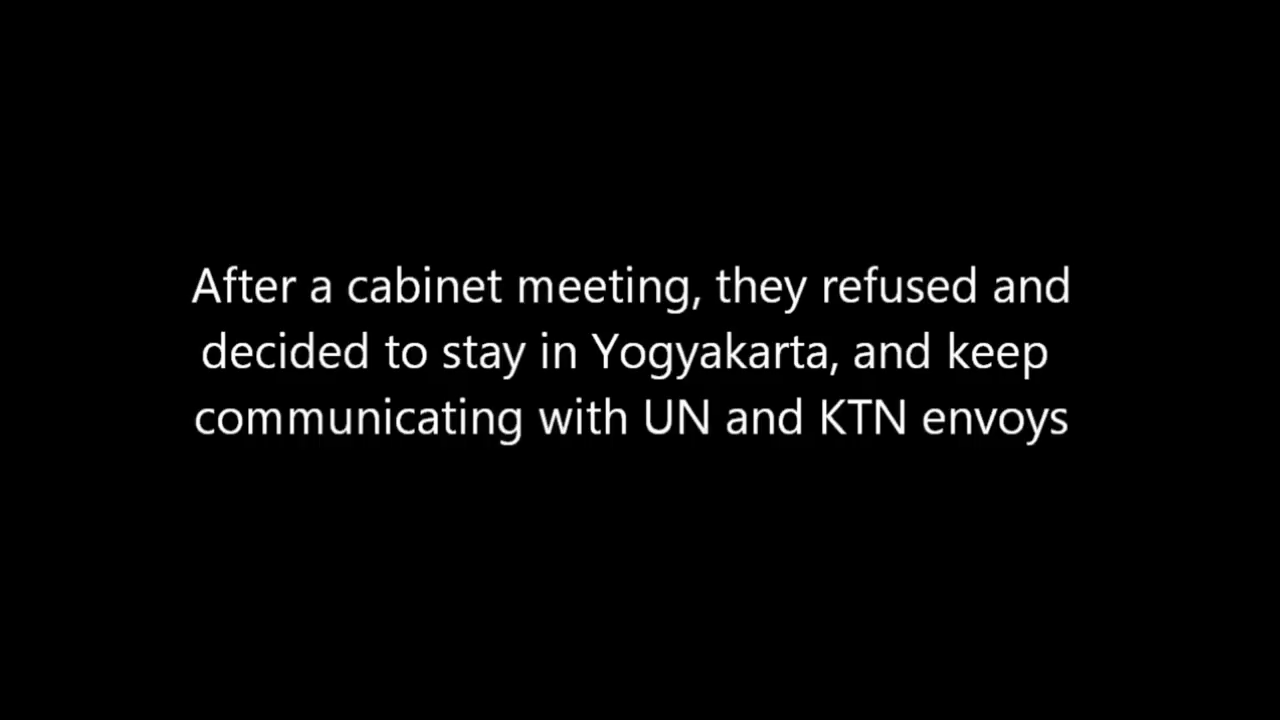 After a cabinet meeting, they refused and
decided to stay in Yogyakarta, and keep
communicating with UN and KTN envoys